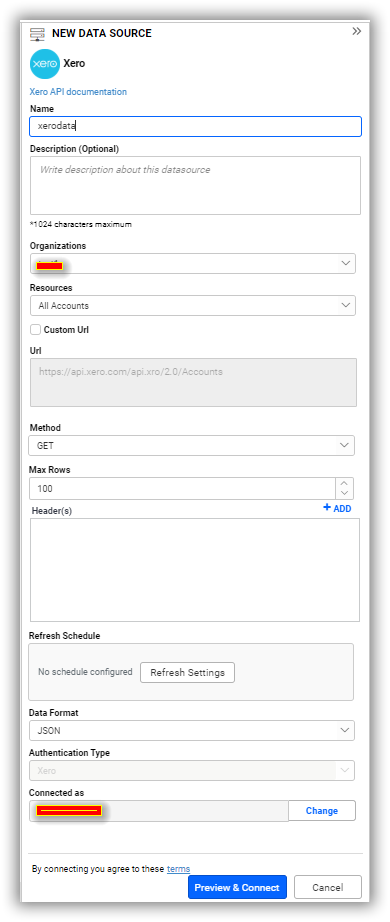 NEW DATA SOURCE
xero Xero
Xero API documentation
Name
xerodata
Description (Optional)
Write description about this datasource
*1024 characters maximum
Organizations
Resources
All Accounts
Custom Url
Url
https://api.xero.com/api.xro/2.0/Accounts
Method
GET
Max Rows
100
Header(s) + ADD
Refresh Schedule
No schedule configured Refresh Settings
Data Format
JSON
Authentication Type
Xero
Connected as
Change
By connecting you agree to these terms
Preview & Connect Cancel